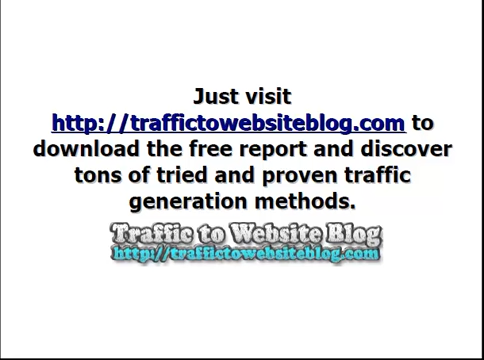 Just visit
http://traffictowebsiteblog.com to
download the free report and discover
tons of tried and proven traffic
generation methods.
Traffic to Website Blog
http://traffictowebsiteblog.com